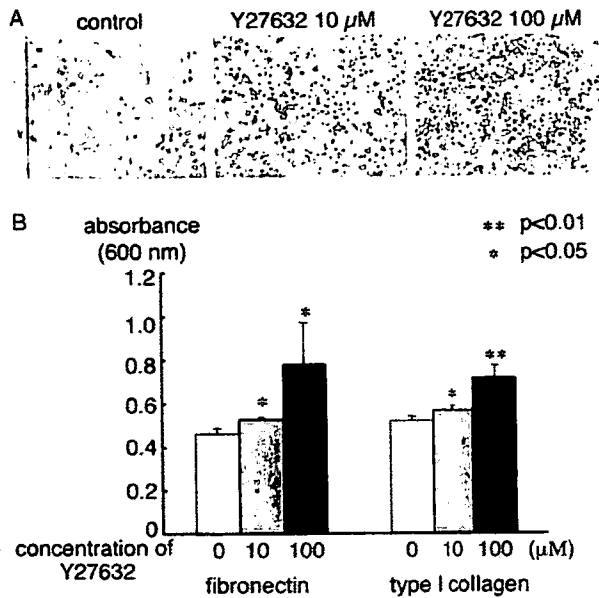 A
control
Y27632 10 µM
Y27632 100 µM
B
absorbance
(600 nm)
** p<0.01
* p<0.05
1.2
1.0
0.8
0.6
0.4
0.2
0
*
*
*
**
concentration of
Y27632
0 10 100 0 10 100 (µM)
fibronectin type I collagen